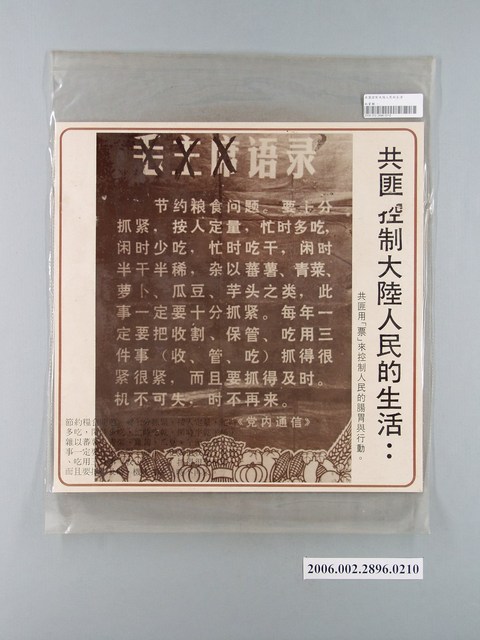 共匪控制大陸人民的生活：
共匪用「票」來控制人民的腸胃與行動。
毛主席语录
节约粮食问题。要十分
抓紧，按人定量，忙时多吃，
闲时少吃，忙时吃干，闲时
半干半稀，杂以蕃薯、青菜、
萝卜、瓜豆、芋头之类，此
事一定要十分抓紧。每年一
定要把收割、保管、吃用三
件事（收、管、吃）抓得很
紧很紧，而且要抓得及时。
机不可失，时不再来。
《党内通信》
2006.002.2896.0210